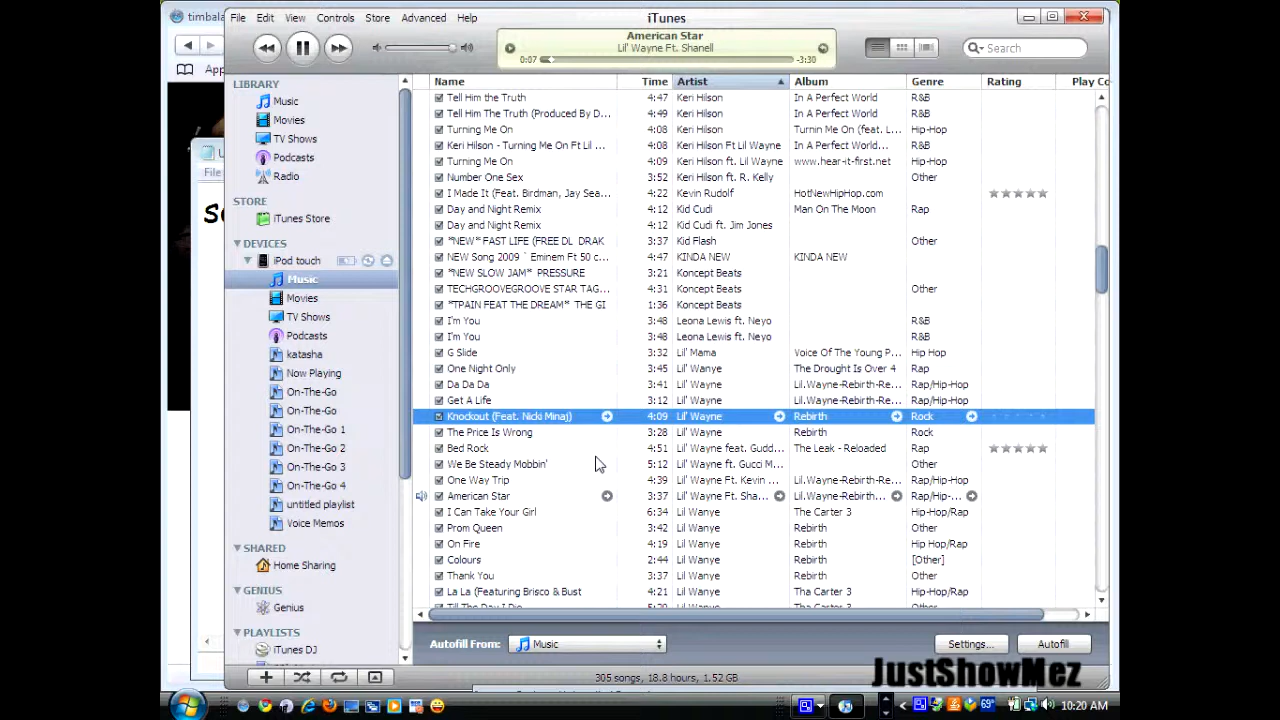 timbala
File Edit View Controls Store Advanced Help
iTunes
American Star
Lil' Wayne Ft. Shanell
0:07 -3:30
Search
App
File
LIBRARY
Music
Movies
TV Shows
Podcasts
Radio
STORE
iTunes Store
DEVICES
iPod touch
Music
Movies
TV Shows
Podcasts
katasha
Now Playing
On-The-Go
On-The-Go
On-The-Go 1
On-The-Go 2
On-The-Go 3
On-The-Go 4
untitled playlist
Voice Memos
SHARED
Home Sharing
GENIUS
Genius
PLAYLISTS
iTunes DJ
Name Time Artist Album Genre Rating Play Co
Tell Him the Truth 4:47 Keri Hilson In A Perfect World R&B
Tell Him The Truth (Produced By D... 4:49 Keri Hilson In A Perfect World R&B
Turning Me On 4:08 Keri Hilson Turnin Me On (feat. L... Hip-Hop
Keri Hilson - Turning Me On Ft Lil ... 4:08 Keri Hilson Ft Lil Wayne In A Perfect World... R&B
Turning Me On 4:09 Keri Hilson ft. Lil Wayne www.hear-it-first.net Hip-Hop
Number One Sex 3:52 Keri Hilson ft. R. Kelly Other
I Made It (Feat. Birdman, Jay Sea... 4:22 Kevin Rudolf HotNewHipHop.com
Day and Night Remix 4:12 Kid Cudi Man On The Moon Rap
Day and Night Remix 4:12 Kid Cudi ft. Jim Jones
*NEW* FAST LIFE (FREE DL DRAK 3:37 Kid Flash Other
NEW Song 2009 ` Eminem Ft 50 c... 4:47 KINDA NEW KINDA NEW
*NEW SLOW JAM* PRESSURE 3:21 Koncept Beats
TECHGROOVEGROOVE STAR TAG... 4:31 Koncept Beats Other
*TPAIN FEAT THE DREAM* THE GI 1:36 Koncept Beats
I'm You 3:48 Leona Lewis ft. Neyo R&B
I'm You 3:48 Leona Lewis ft. Neyo R&B
G Slide 3:32 Lil' Mama Voice Of The Young P... Hip Hop
One Night Only 3:45 Lil' Wanye The Drought Is Over 4 Rap
Da Da Da 3:41 Lil' Wayne Lil.Wayne-Rebirth-Re... Rap/Hip-Hop
Get A Life 3:12 Lil' Wayne Lil.Wayne-Rebirth-Re... Rap/Hip-Hop
Knockout (Feat. Nicki Minaj) 4:09 Lil' Wayne Rebirth Rock
The Price Is Wrong 3:28 Lil' Wayne Rebirth Rock
Bed Rock 4:51 Lil' Wayne feat. Gudd... The Leak - Reloaded Rap
We Be Steady Mobbin' 5:12 Lil' Wayne ft. Gucci M... Other
One Way Trip 4:39 Lil' Wayne Ft. Kevin ... Lil.Wayne-Rebirth-Re... Rap/Hip-Hop
American Star 3:37 Lil' Wayne Ft. Sha... Lil.Wayne-Rebirth... Rap/Hip-...
I Can Take Your Girl 6:34 Lil Wanye The Carter 3 Hip-Hop/Rap
Prom Queen 3:42 Lil Wanye Rebirth Other
On Fire 4:19 Lil Wanye Rebirth Hip Hop/Rap
Colours 2:44 Lil Wanye Rebirth [Other]
Thank You 3:37 Lil Wanye Rebirth Other
La La (Featuring Brisco & Bust 4:21 Lil Wanye Tha Carter 3 Hip-Hop/Rap
Till The Day I Die 5:20 Lil Wanye The Carter 3 Other
Autofill From: Music Settings... Autofill
305 songs, 18.8 hours, 1.52 GB
JustShowMez
69°
10:20 AM